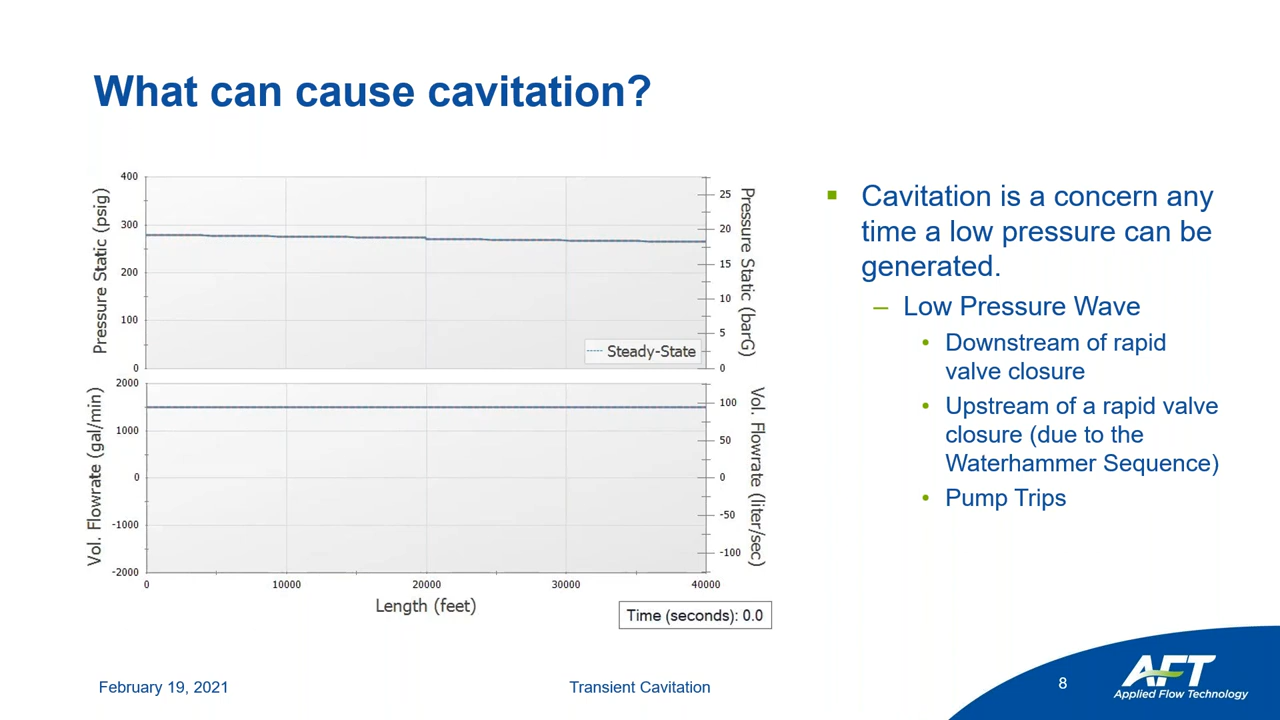 What can cause cavitation?
400
300
200
100
0
Pressure Static (psig)
25
20
15
10
5
0
Pressure Static (barG)
Steady-State
2000
1000
0
-1000
-2000
Vol. Flowrate (gal/min)
100
50
0
-50
-100
Vol. Flowrate (liter/sec)
0 10000 20000 30000 40000
Length (feet)
Time (seconds): 0.0
Cavitation is a concern any
time a low pressure can be
generated.
– Low Pressure Wave
• Downstream of rapid
valve closure
• Upstream of a rapid valve
closure (due to the
Waterhammer Sequence)
• Pump Trips
February 19, 2021
Transient Cavitation
8
AFT
Applied Flow Technology